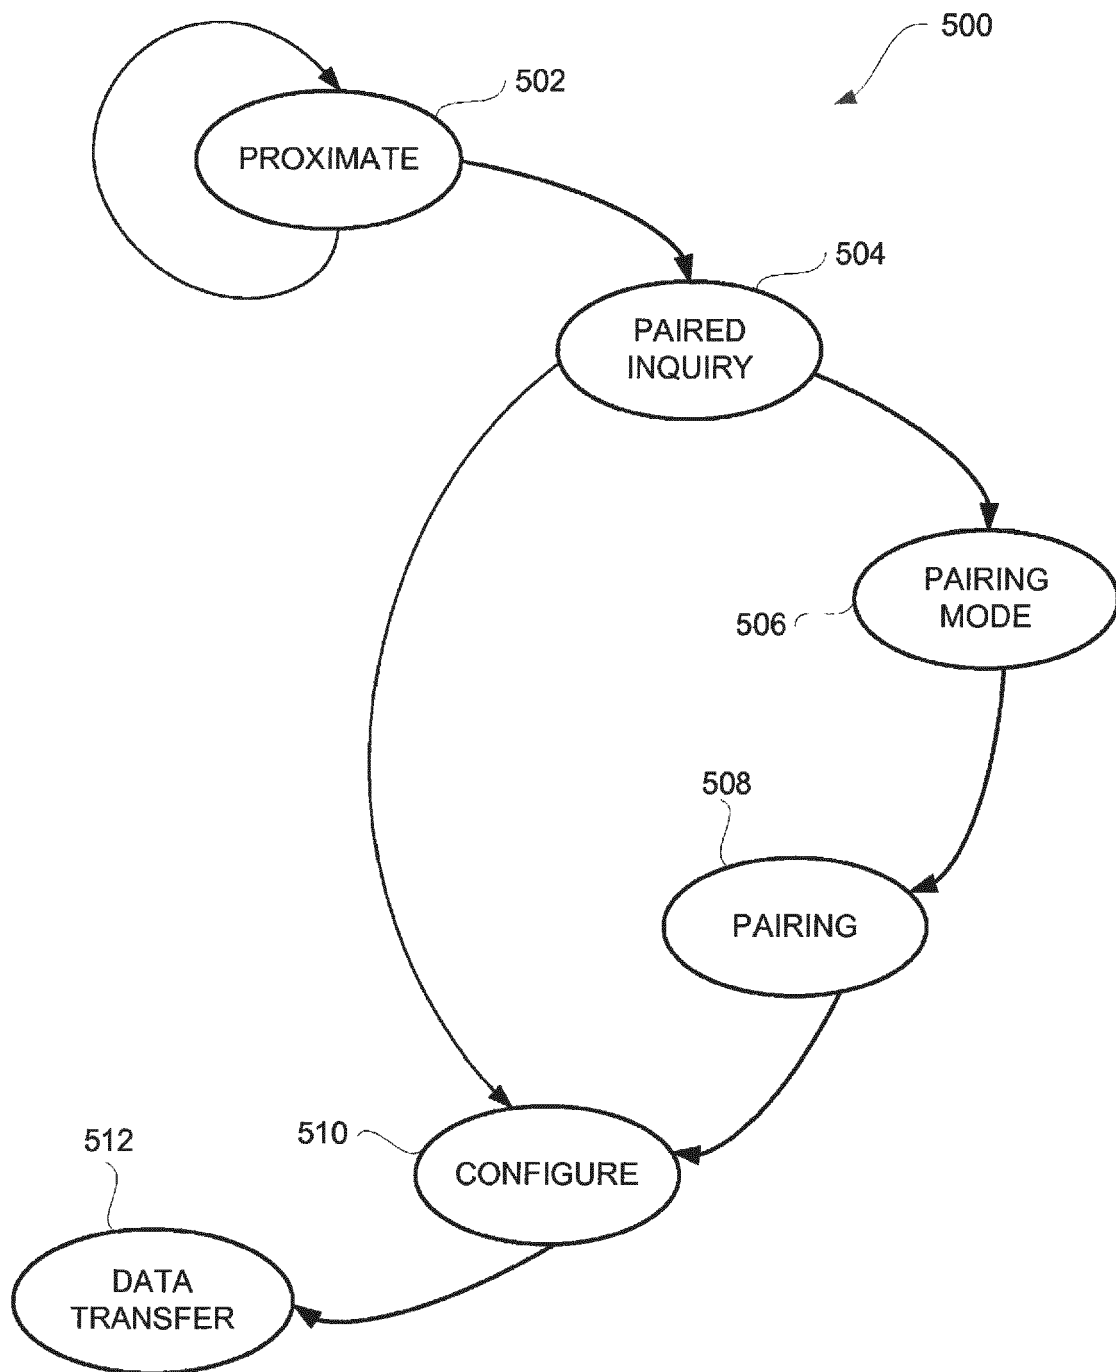 500
502
PROXIMATE
504
PAIRED
INQUIRY
PAIRING
MODE
506
508
PAIRING
510
CONFIGURE
512
DATA
TRANSFER